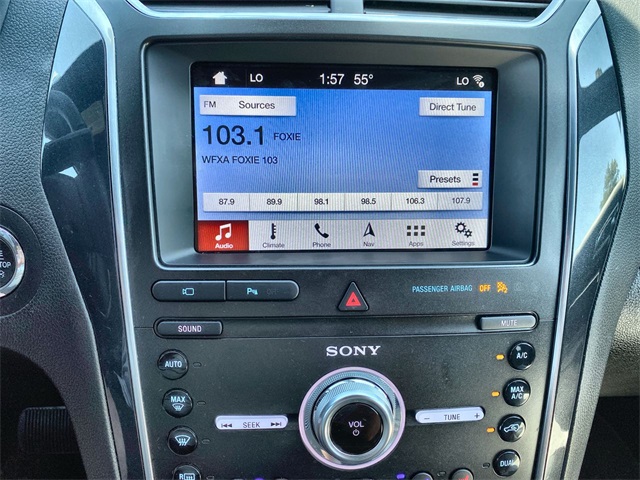 LO 1:57 55° LO
FM Sources Direct Tune
103.1 FOXIE
WFXA FOXIE 103
Presets
87.9 89.9 98.1 98.5 106.3 107.9
Audio Climate Phone Nav Apps Settings
PASSENGER AIRBAG OFF
SOUND MUTE
SONY
AUTO A/C
MAX MAX A/C
SEEK VOL − TUNE +
R DUAL